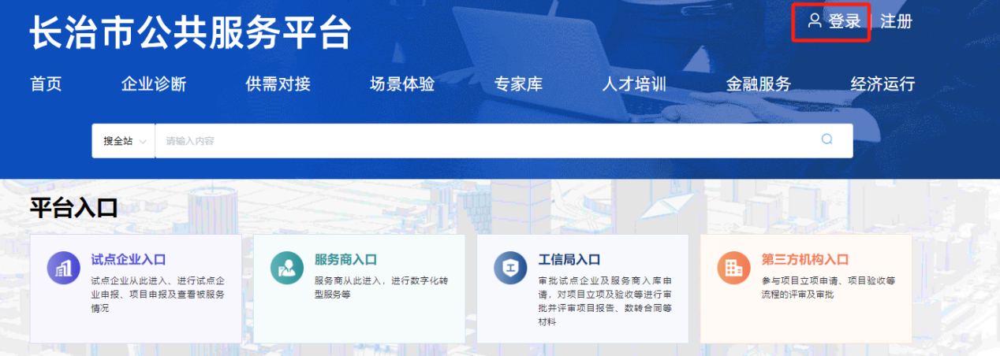 长治市公共服务平台
登录 注册
首页 企业诊断 供需对接 场景体验 专家库 人才培训 金融服务 经济运行
搜全站 请输入内容
平台入口
试点企业入口
试点企业从此进入、进行试点企
业申报、项目申报及查看被服务
情况
服务商入口
服务商从此进入，进行数字化转
型服务等
工信局入口
审批试点企业及服务商入库申
请，对项目立项及验收等进行审
批并评审项目报告、数转合同等
材料
第三方机构入口
参与项目立项申请、项目验收等
流程的评审及审批